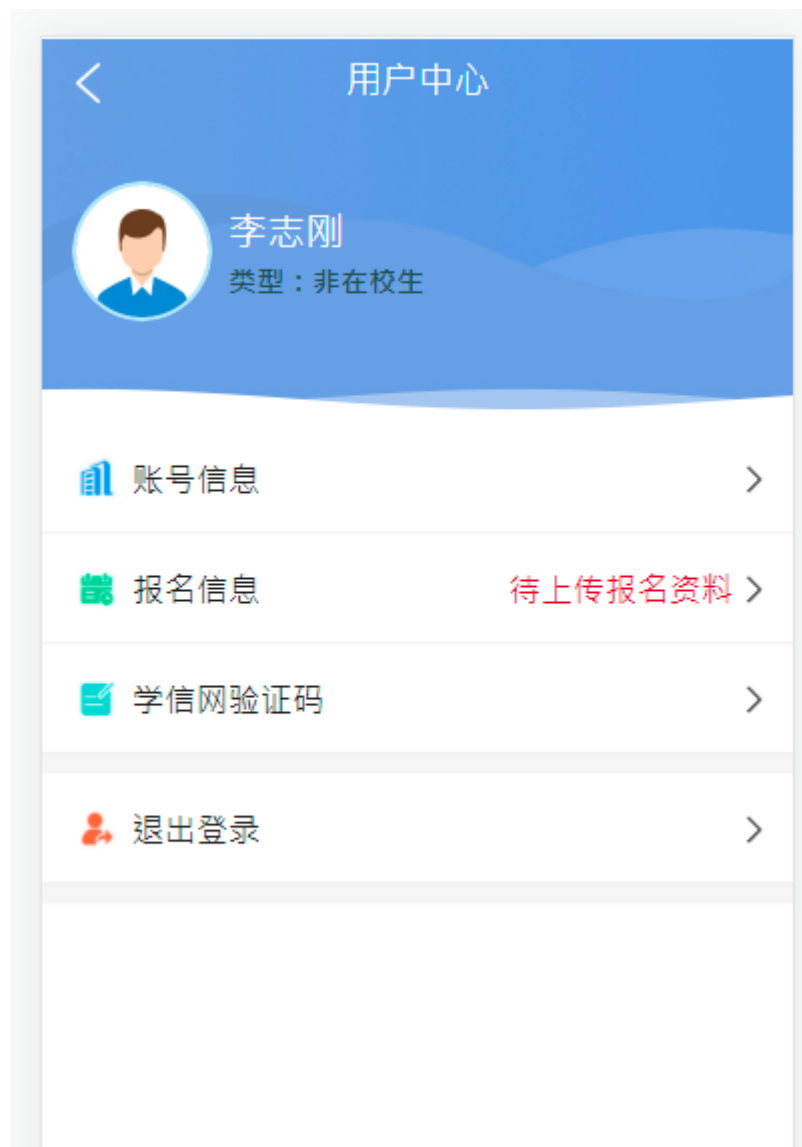 用户中心
李志刚
类型：非在校生
账号信息
报名信息 待上传报名资料
学信网验证码
退出登录